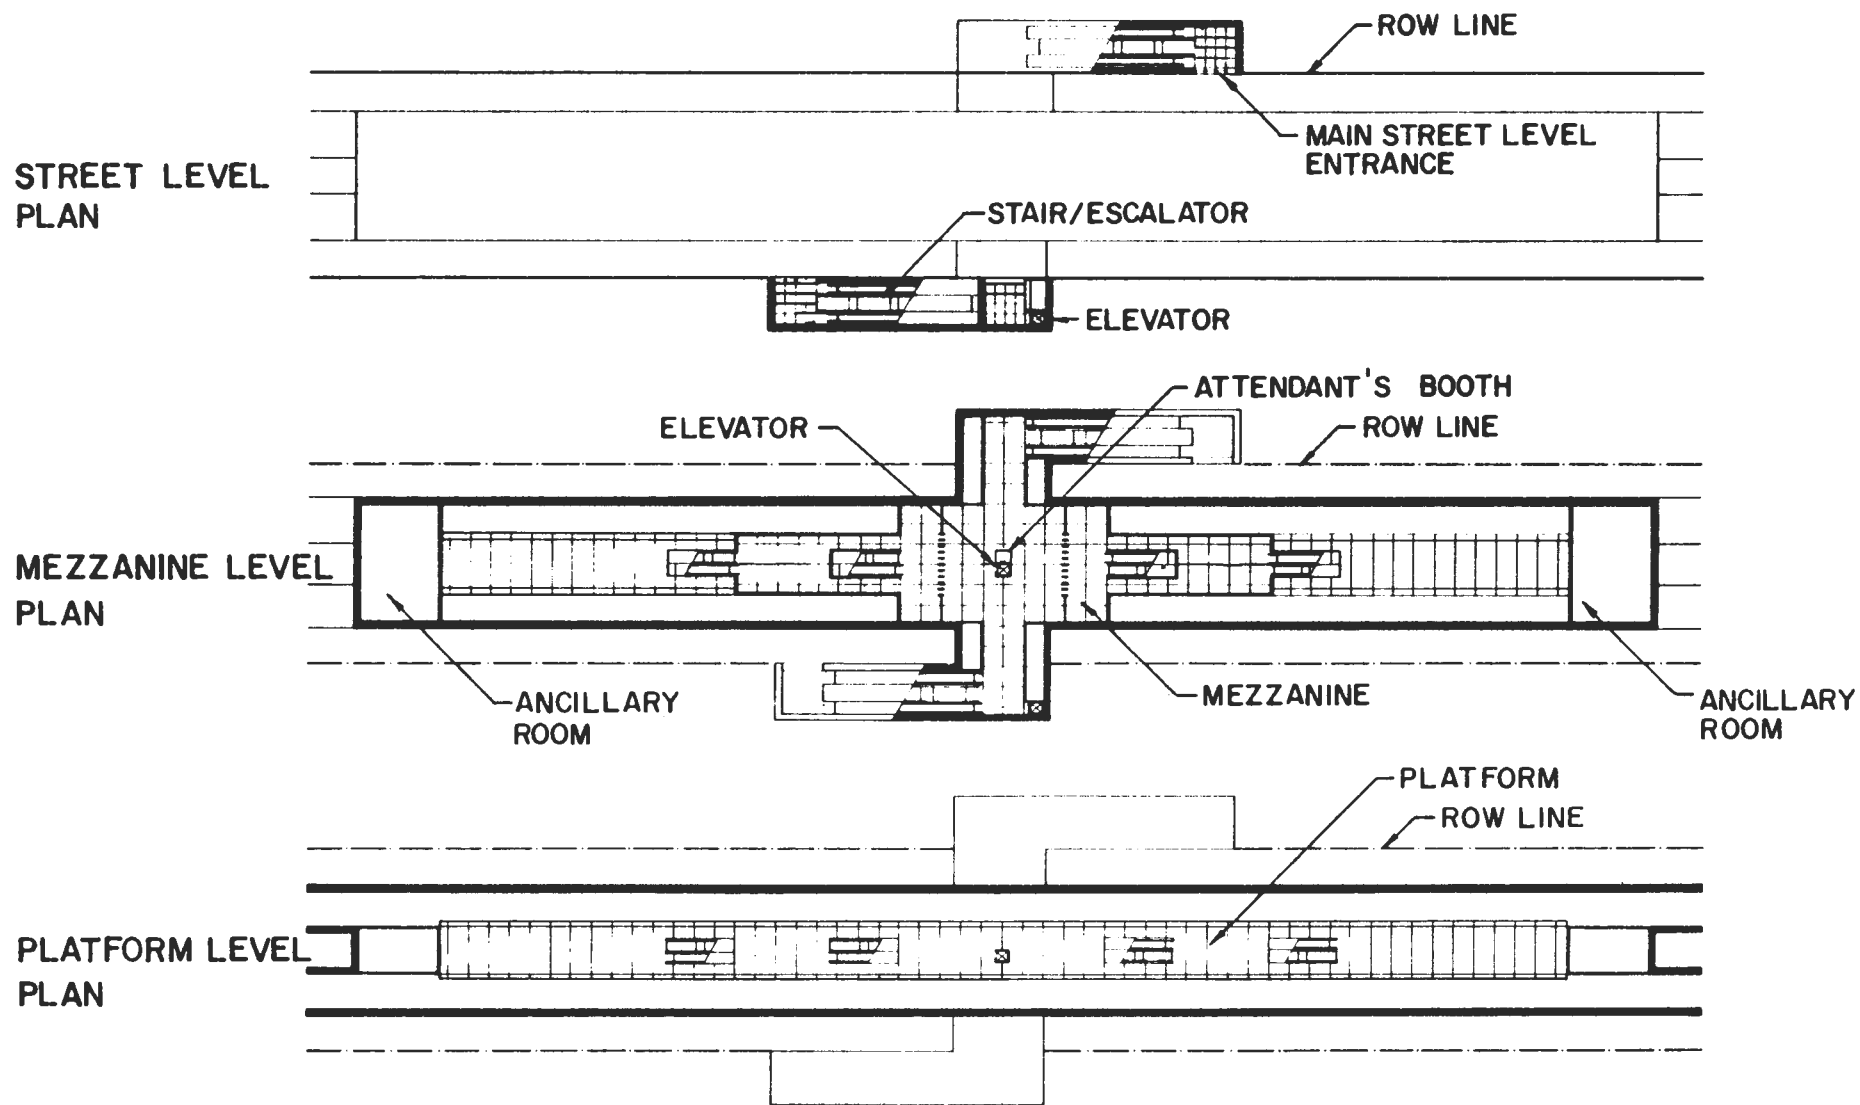 ROW LINE
MAIN STREET LEVEL
ENTRANCE
STREET LEVEL
PLAN
STAIR/ESCALATOR
ELEVATOR
ATTENDANT'S BOOTH
ELEVATOR
ROW LINE
MEZZANINE LEVEL
PLAN
MEZZANINE
ANCILLARY
ROOM
ANCILLARY
ROOM
PLATFORM
ROW LINE
PLATFORM LEVEL
PLAN